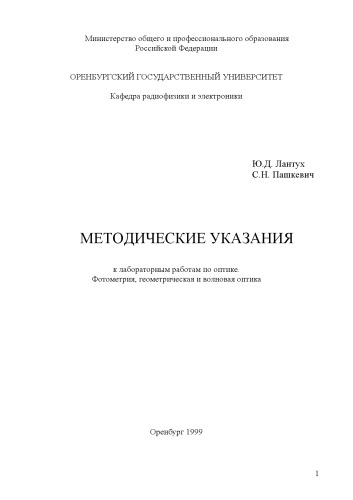 Министерство общего и профессионального образования
Российской Федерации
ОРЕНБУРГСКИЙ ГОСУДАРСТВЕННЫЙ УНИВЕРСИТЕТ
Кафедра радиофизики и электроники
Ю.Д. Лантух
С.Н. Пашкевич
МЕТОДИЧЕСКИЕ УКАЗАНИЯ
к лабораторным работам по оптике.
Фотометрия, геометрическая и волновая оптика
Оренбург 1999
1